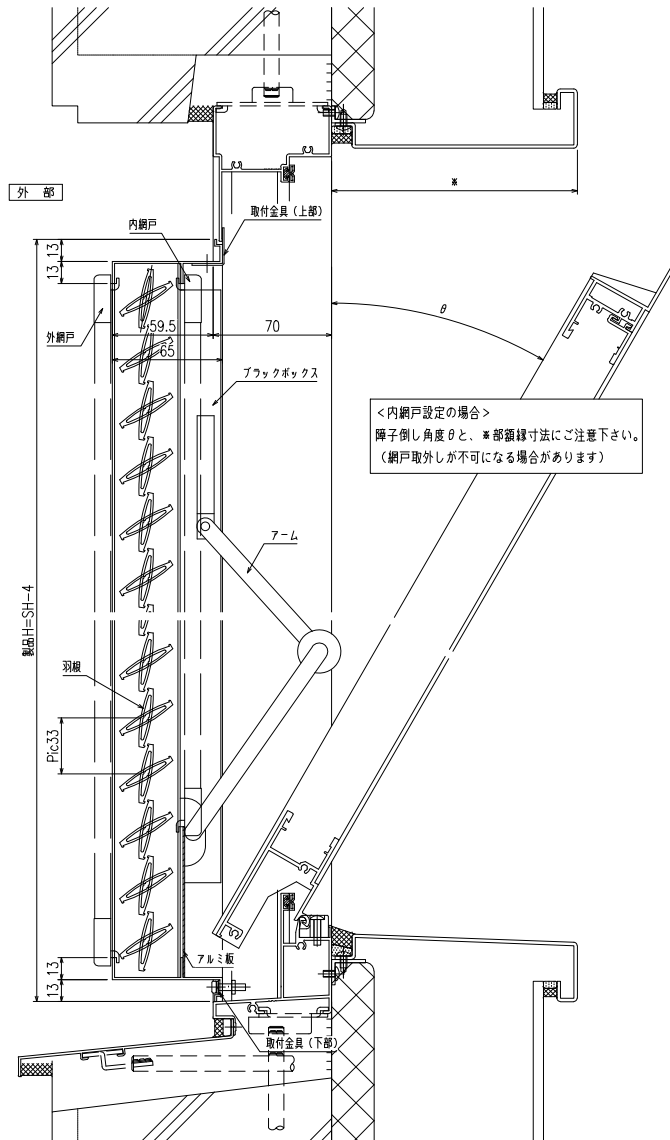 ※
外 部
取付金具(上部)
内網戸
13
13
θ
59.5
70
外網戸
65
ブラックボックス
<内網戸設定の場合>
障子倒し角度θと、※部額縁寸法にご注意下さい。
(網戸取外しが不可になる場合があります)
アーム
製品H=SH-4
羽根
Pic33
アルミ板
13
13
取付金具(下部)